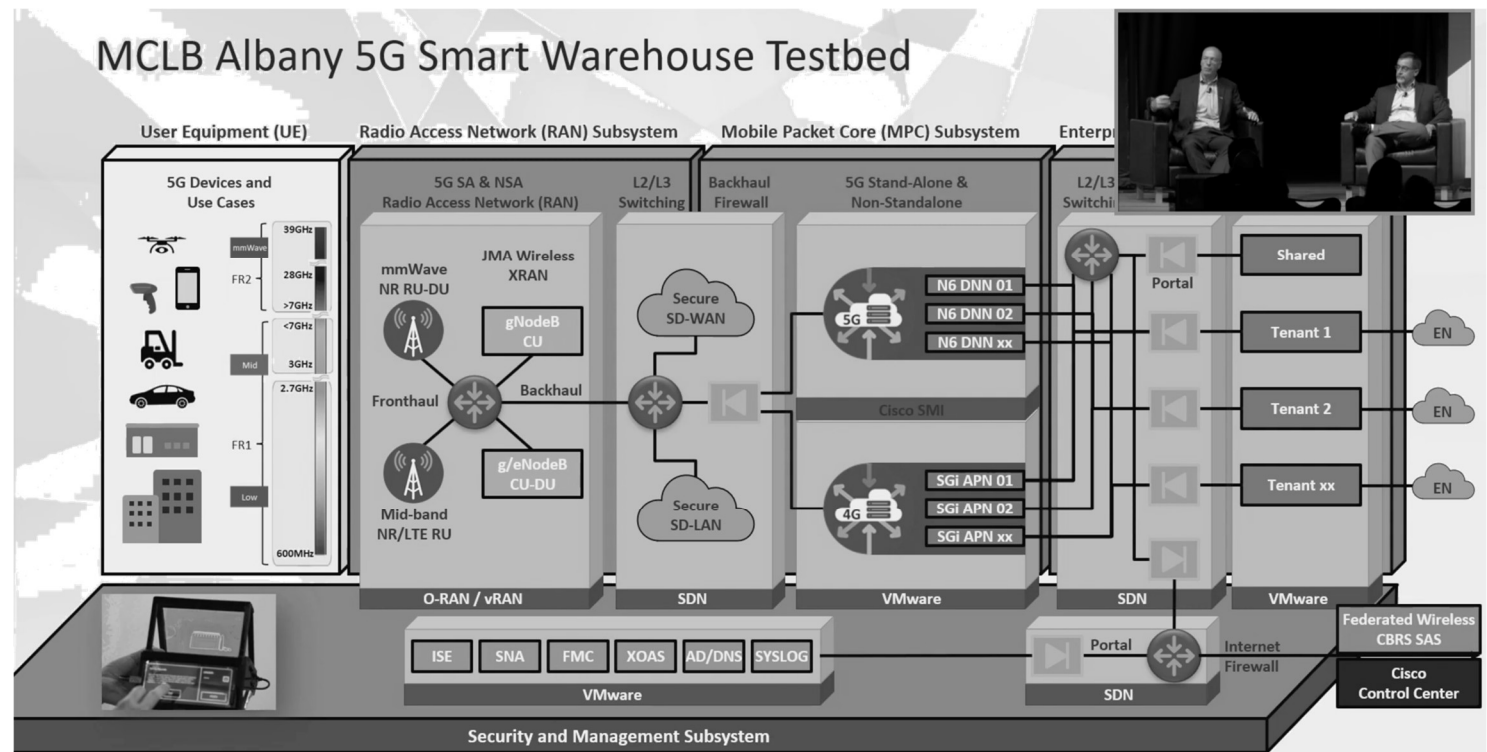 MCLB Albany 5G Smart Warehouse Testbed
User Equipment (UE)
Radio Access Network (RAN) Subsystem
Mobile Packet Core (MPC) Subsystem
5G Devices and
Use Cases
39GHz
mmWave
28GHz
FR2
>7GHz
<7GHz
Mid
3GHz
2.7GHz
FR1
Low
600MHz
5G SA & NSA
Radio Access Network (RAN)
mmWave
NR RU-DU
JMA Wireless
XRAN
gNodeB
CU
Fronthaul
Backhaul
g/eNodeB
CU-DU
Mid-band
NR/LTE RU
O-RAN / vRAN
L2/L3
Switching
Secure
SD-WAN
Secure
SD-LAN
SDN
Backhaul
Firewall
5G Stand-Alone &
Non-Standalone
5G
N6 DNN 01
N6 DNN 02
N6 DNN xx
Cisco SMI
4G
SGi APN 01
SGi APN 02
SGi APN xx
VMware
L2/L3
Portal
SDN
Shared
Tenant 1
Tenant 2
Tenant xx
VMware
EN
EN
EN
ISE
SNA
FMC
XOAS
AD/DNS
SYSLOG
VMware
Portal
SDN
Internet
Firewall
Federated Wireless
CBRS SAS
Cisco
Control Center
Security and Management Subsystem